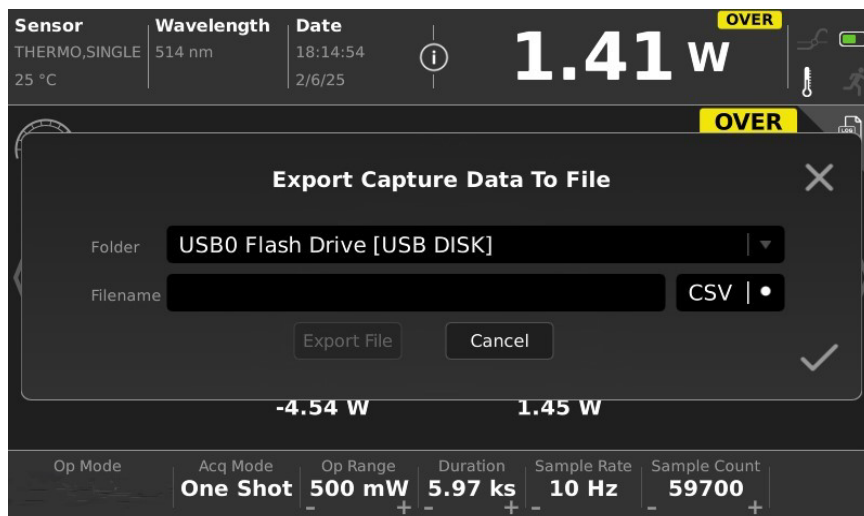 Sensor
Wavelength
Date
OVER
THERMO,SINGLE
514 nm
18:14:54
25 °C
2/6/25
1.41 W
OVER
LOG
Export Capture Data To File
Folder
USB0 Flash Drive [USB DISK]
Filename
CSV
Export File
Cancel
-4.54 W
1.45 W
Op Mode
Acq Mode
Op Range
Duration
Sample Rate
Sample Count
One Shot
500 mW
5.97 ks
10 Hz
59700
- +
- +
-
- +